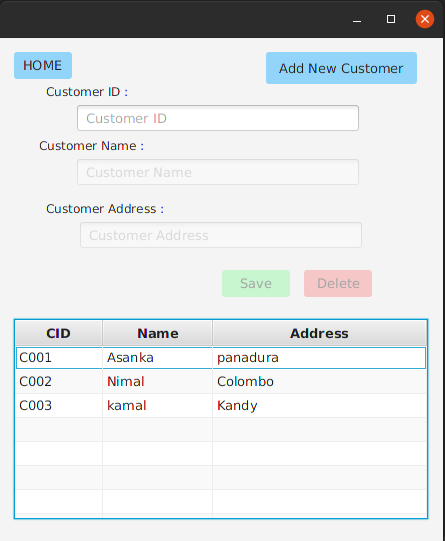 HOME
Add New Customer
Customer ID :
Customer ID
Customer Name :
Customer Name
Customer Address :
Customer Address
Save Delete
CID Name Address
C001 Asanka panadura
C002 Nimal Colombo
C003 kamal Kandy